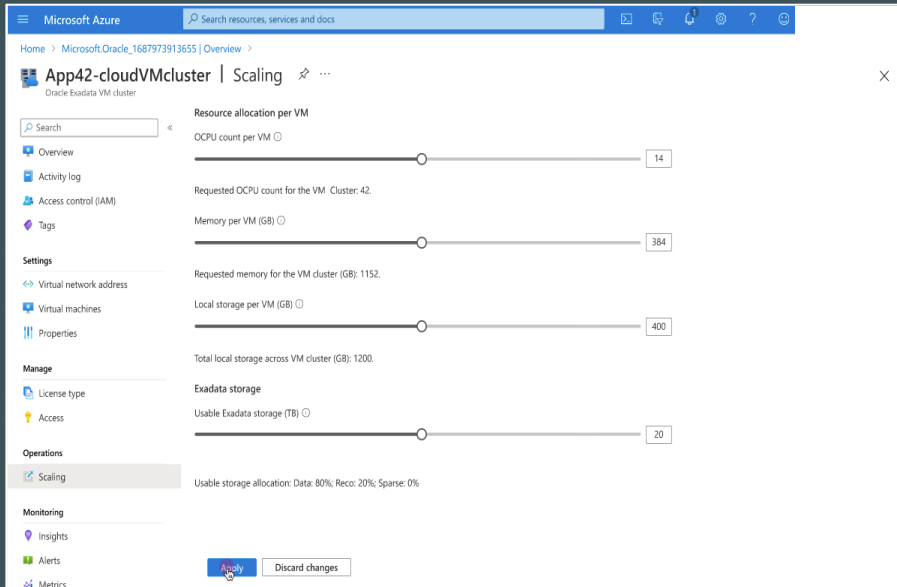 Microsoft Azure
Search resources, services and docs
1
Home > Microsoft.Oracle_1687973913655 | Overview >
App42-cloudVMcluster | Scaling
Oracle Exadata VM cluster
Search
«
Overview
Activity log
Access control (IAM)
Tags
Settings
Virtual network address
Virtual machines
Properties
Manage
License type
Access
Operations
Scaling
Monitoring
Insights
Alerts
Metrics
Resource allocation per VM
OCPU count per VM
14
Requested OCPU count for the VM Cluster: 42.
Memory per VM (GB)
384
Requested memory for the VM cluster (GB): 1152.
Local storage per VM (GB)
400
Total local storage across VM cluster (GB): 1200.
Exadata storage
Usable Exadata storage (TB)
20
Usable storage allocation: Data: 80%; Reco: 20%; Sparse: 0%
Apply
Discard changes